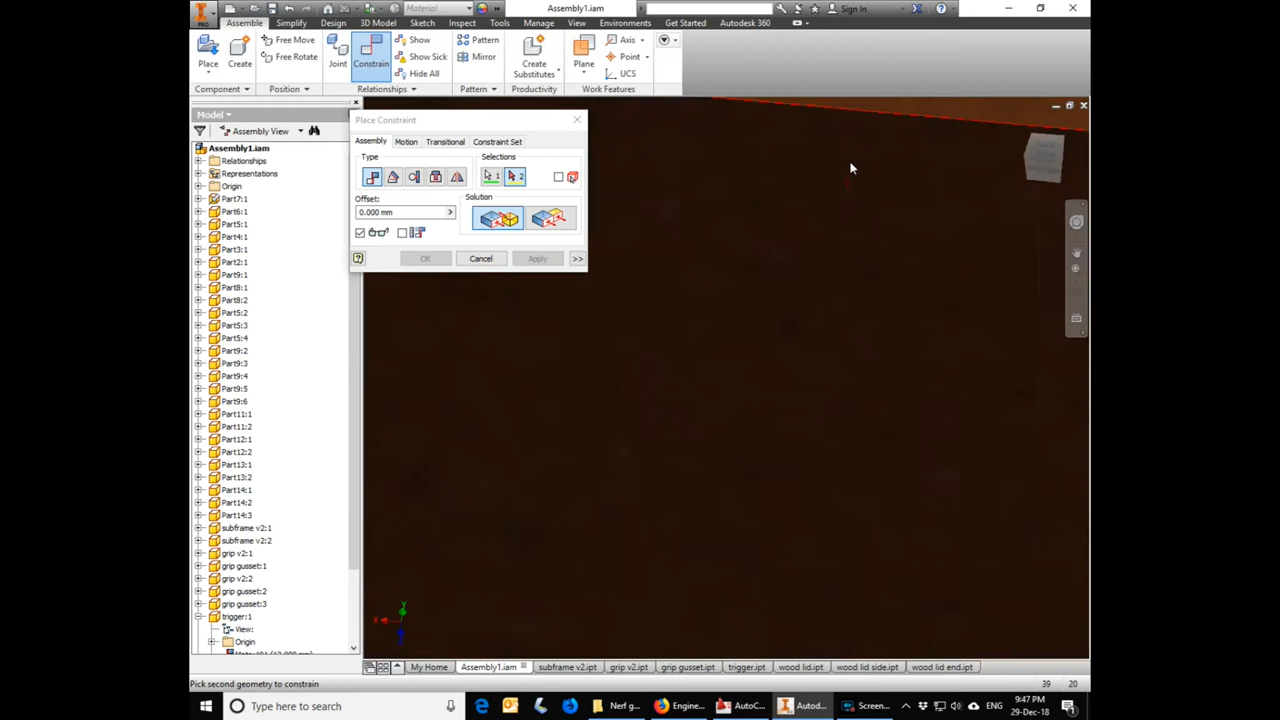 PRO
Material
Assembly1.iam
Sign In
Assemble Simplify Design 3D Model Sketch Inspect Tools Manage View Environments Get Started Autodesk 360
Place
Create
Free Move
Free Rotate
Joint
Constrain
Show
Show Sick
Hide All
Pattern
Mirror
Create
Substitutes
Plane
Axis
Point
UCS
Component Position Relationships Pattern Productivity Work Features
Model
Assembly View
Assembly1.iam
Relationships
Representations
Origin
Part7:1
Part6:1
Part5:1
Part4:1
Part3:1
Part2:1
Part9:1
Part8:1
Part8:2
Part5:2
Part5:3
Part5:4
Part9:2
Part9:3
Part9:4
Part9:5
Part9:6
Part11:1
Part11:2
Part12:1
Part12:2
Part13:1
Part13:2
Part14:1
Part14:2
Part14:3
subframe v2:1
subframe v2:2
grip v2:1
grip gusset:1
grip v2:2
grip gusset:2
grip gusset:3
trigger:1
View:
Origin
Place Constraint
Assembly Motion Transitional Constraint Set
Type
Selections
1
2
Offset:
0.000 mm
Solution
OK Cancel Apply >>
Y
X
My Home Assembly1.iam subframe v2.ipt grip v2.ipt grip gusset.ipt trigger.ipt wood lid.ipt wood lid side.ipt wood lid end.ipt
Pick second geometry to constrain
39 20
Type here to search
Nerf g...
Engine...
AutoC...
Autod...
Screen...
ENG
9:47 PM
29-Dec-18